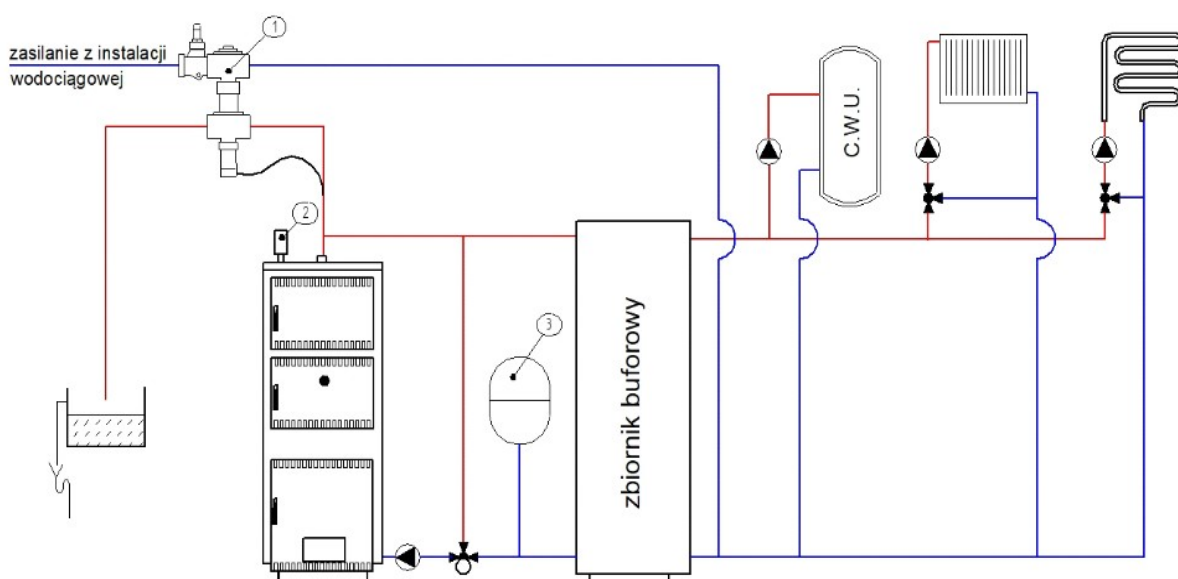 zasilanie z instalacji
wodociągowej
1
2
3
zbiornik buforowy
C.W.U.